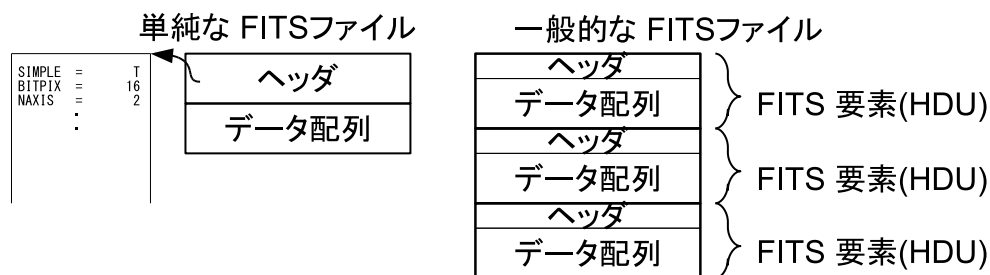 単純な FITSファイル
SIMPLE = T
BITPIX = 16
NAXIS = 2
ヘッダ
データ配列
一般的な FITSファイル
ヘッダ
データ配列
FITS 要素(HDU)
ヘッダ
データ配列
FITS 要素(HDU)
ヘッダ
データ配列
FITS 要素(HDU)